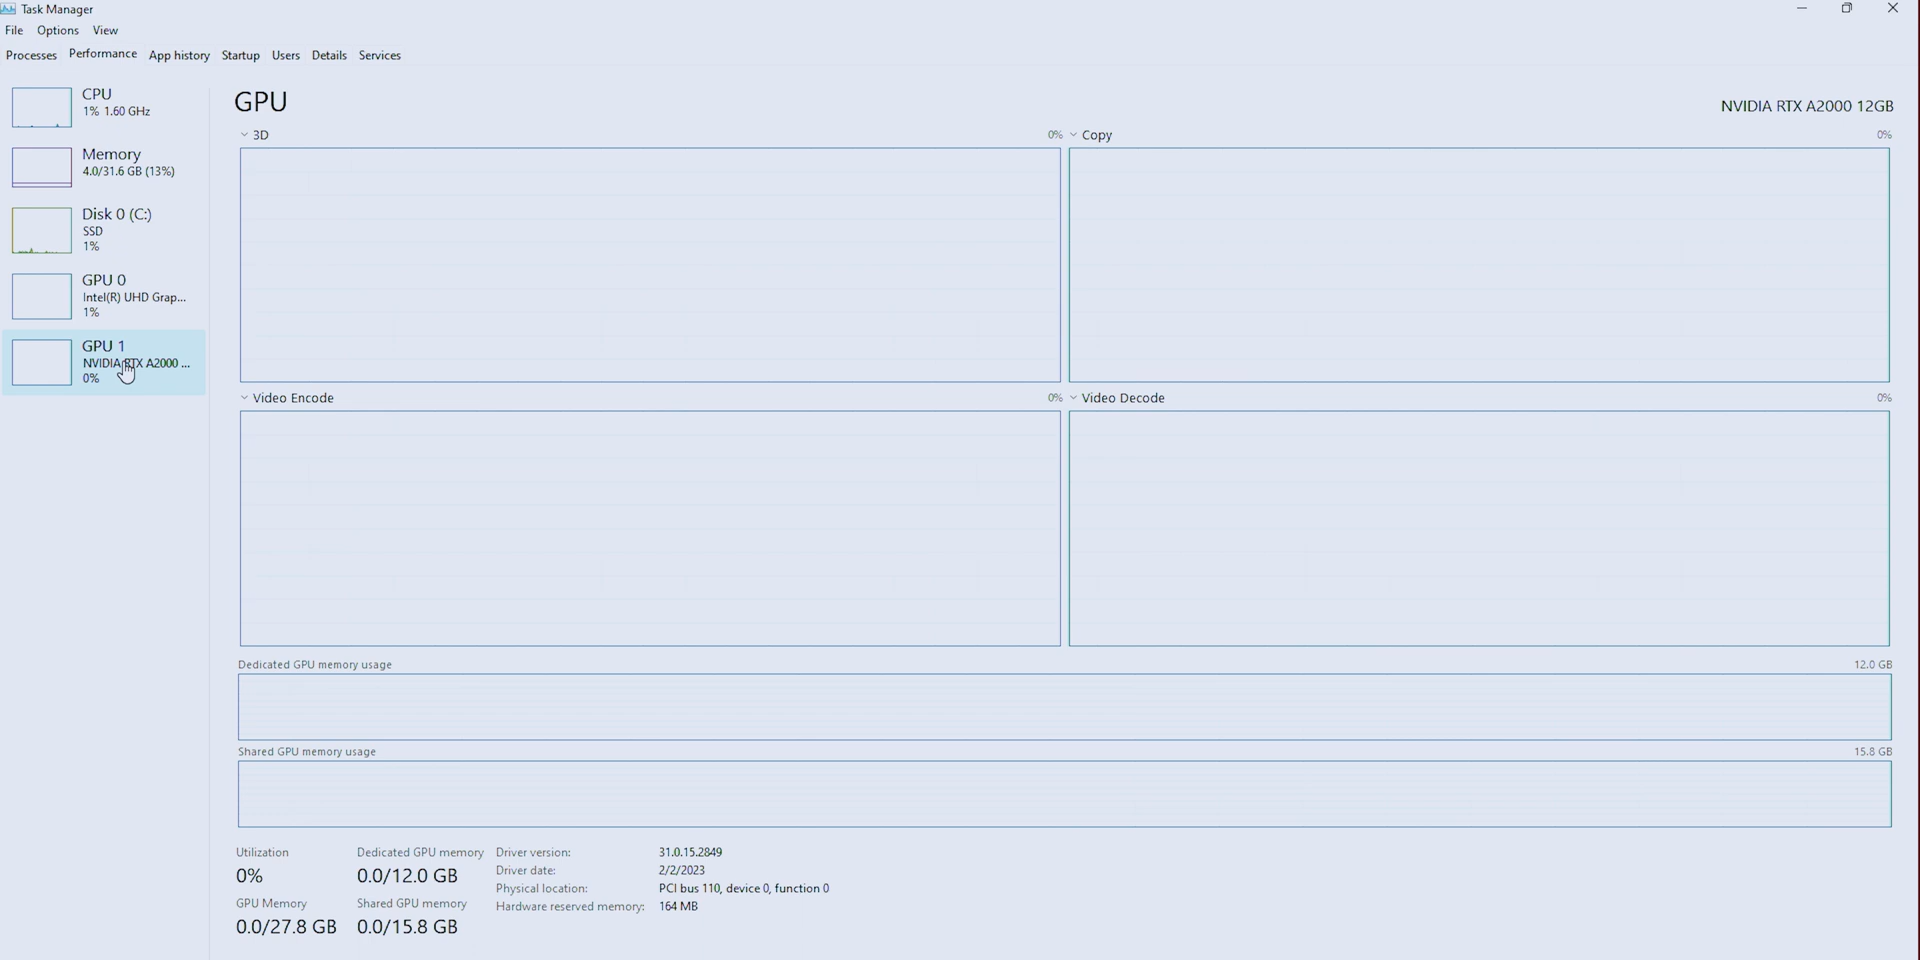 Task Manager
File Options View
Processes Performance App history Startup Users Details Services
CPU
1% 1.60 GHz
Memory
4.0/31.6 GB (13%)
Disk 0 (C:)
SSD
1%
GPU 0
Intel(R) UHD Grap...
1%
GPU 1
NVIDIA RTX A2000 ...
0%
GPU NVIDIA RTX A2000 12GB
3D 0% Copy 0%
Video Encode 0% Video Decode 0%
Dedicated GPU memory usage 12.0 GB
Shared GPU memory usage 15.8 GB
Utilization
0%
Dedicated GPU memory
0.0/12.0 GB
GPU Memory
0.0/27.8 GB
Shared GPU memory
0.0/15.8 GB
Driver version: 31.0.15.2849
Driver date: 2/2/2023
Physical location: PCI bus 110, device 0, function 0
Hardware reserved memory: 164 MB